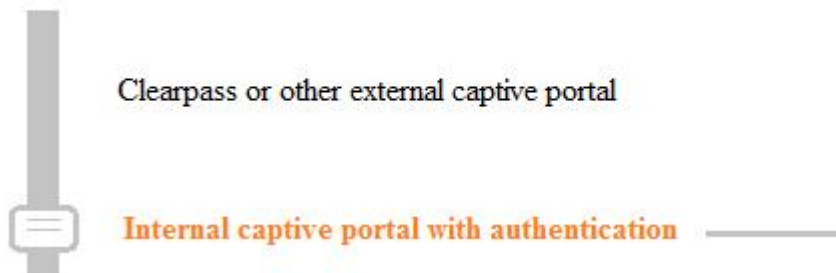 Clearpass or other external captive portal
Internal captive portal with authentication